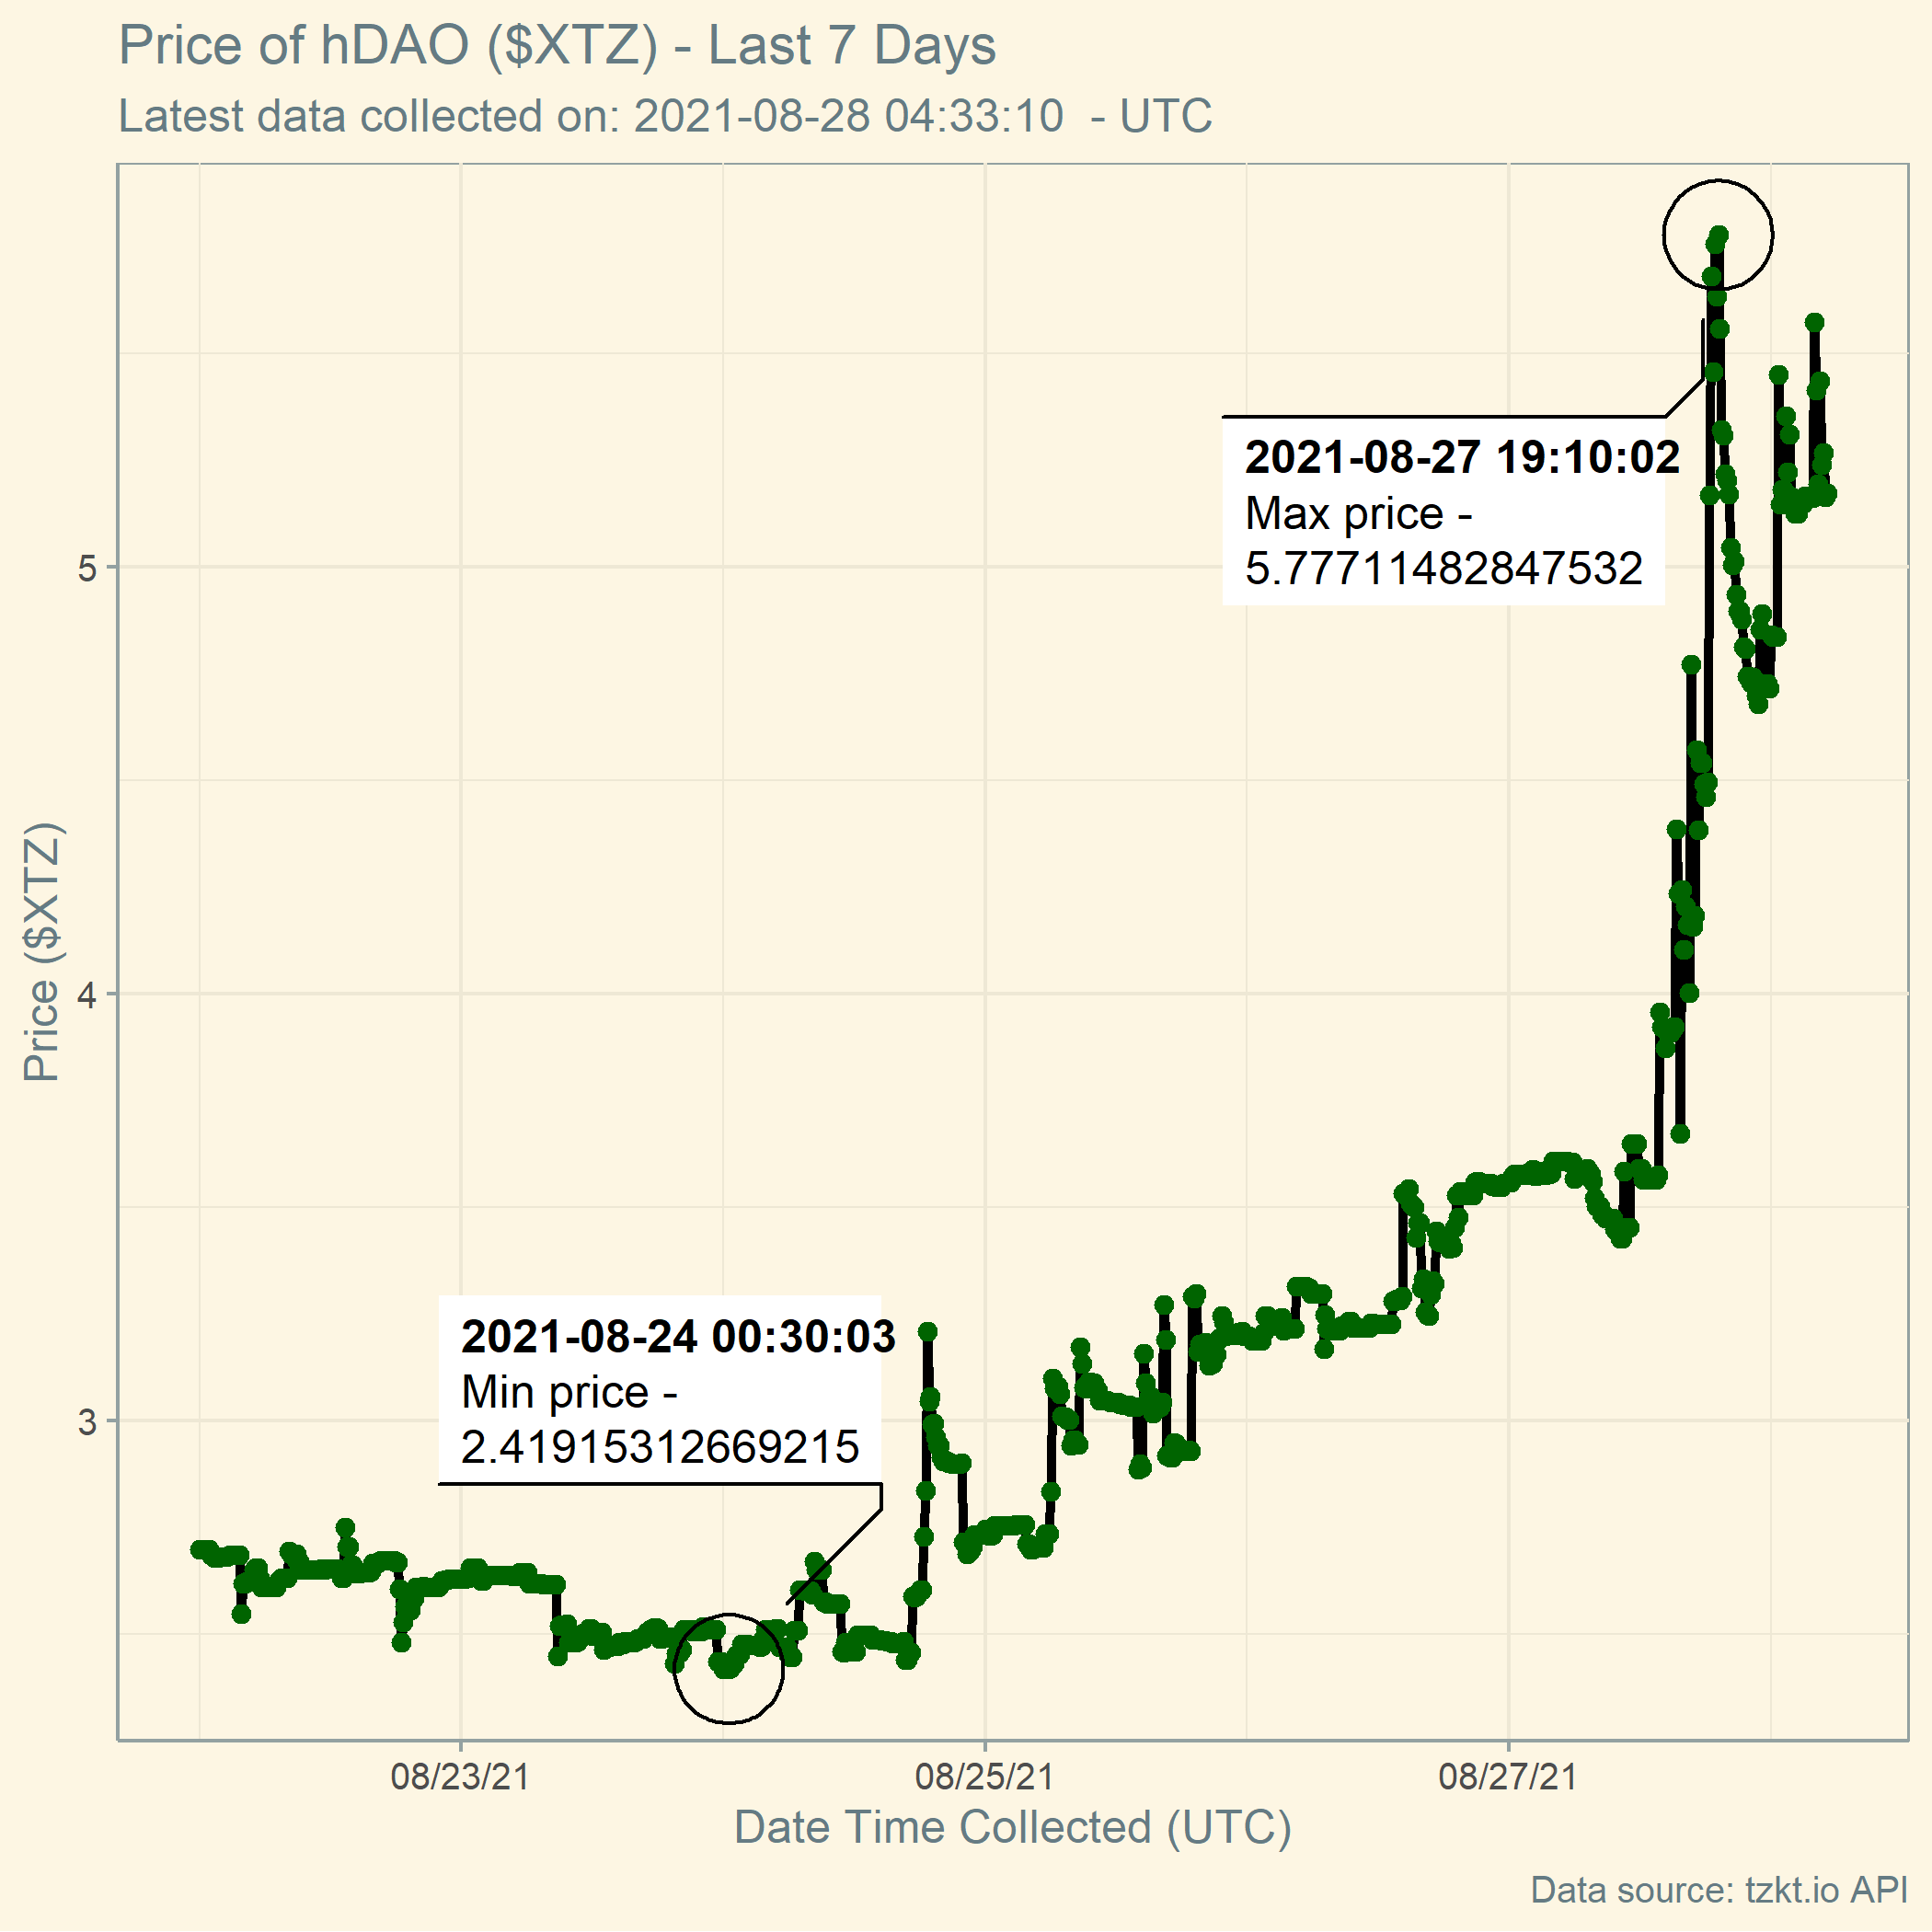 Price of hDAO ($XTZ) - Last 7 Days
Latest data collected on: 2021-08-28 04:33:10  - UTC
2021-08-27 19:10:02
Max price -
5.77711482847532
5
4
3
Price ($XTZ)
2021-08-24 00:30:03
Min price -
2.41915312669215
08/23/21
08/25/21
08/27/21
Date Time Collected (UTC)
Data source: tzkt.io API